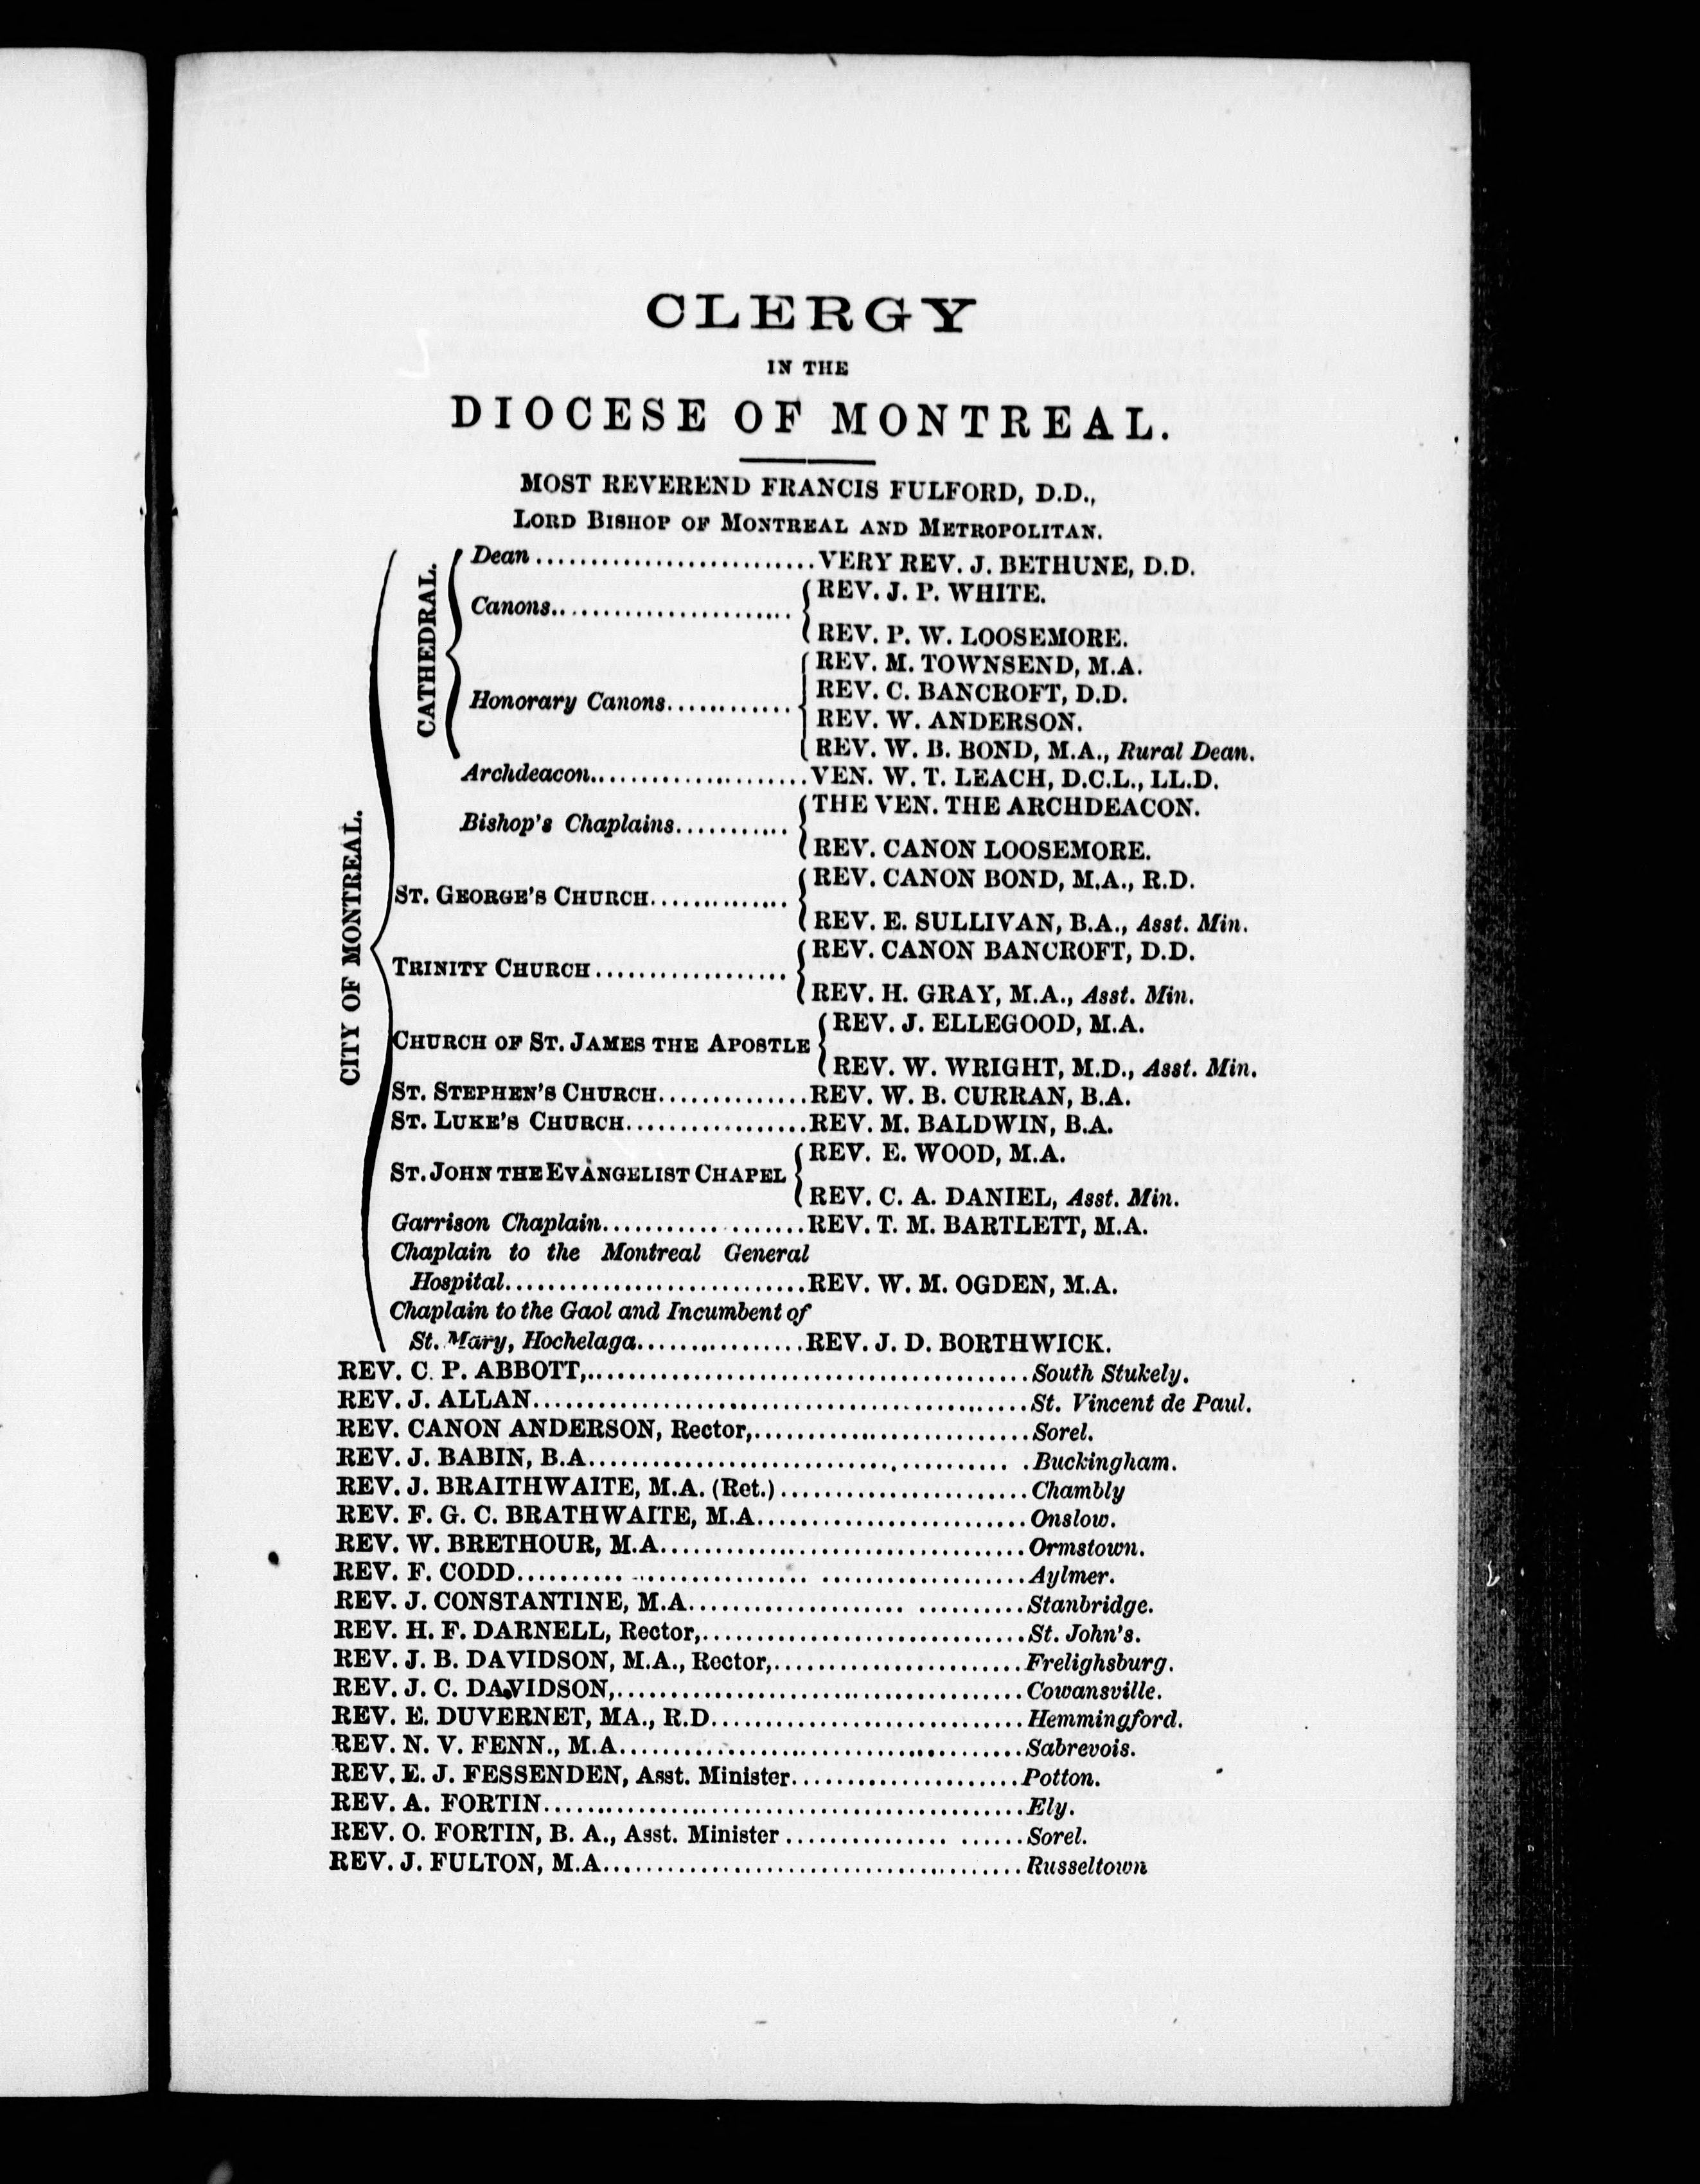 CLERGY
IN THE
DIOCESE OF MONTREAL.
MOST REVEREND FRANCIS FULFORD, D.D.,
LORD BISHOP OF MONTREAL AND METROPOLITAN.
CITY OF MONTREAL.
CATHEDRAL.
Dean..........................VERY REV. J. BETHUNE, D.D.
Canons......................REV. J. P. WHITE.
REV. P. W. LOOSEMORE.
Honorary Canons............REV. M. TOWNSEND, M.A.
REV. C. BANCROFT, D.D.
REV. W. ANDERSON.
REV. W. B. BOND, M.A., Rural Dean.
Archdeacon....................VEN. W. T. LEACH, D.C.L., LL.D.
Bishop's Chaplains...........THE VEN. THE ARCHDEACON.
REV. CANON LOOSEMORE.
ST. GEORGE'S CHURCH.............REV. CANON BOND, M.A., R.D.
REV. E. SULLIVAN, B.A., Asst. Min.
TRINITY CHURCH..................REV. CANON BANCROFT, D.D.
REV. H. GRAY, M.A., Asst. Min.
CHURCH OF ST. JAMES THE APOSTLE REV. J. ELLEGOOD, M.A.
REV. W. WRIGHT, M.D., Asst. Min.
ST. STEPHEN'S CHURCH..............REV. W. B. CURRAN, B.A.
ST. LUKE'S CHURCH.................REV. M. BALDWIN, B.A.
ST. JOHN THE EVANGELIST CHAPEL REV. E. WOOD, M.A.
REV. C. A. DANIEL, Asst. Min.
Garrison Chaplain...................REV. T. M. BARTLETT, M.A.
Chaplain to the Montreal General
Hospital............................REV. W. M. OGDEN, M.A.
Chaplain to the Gaol and Incumbent of
St. Mary, Hochelaga................REV. J. D. BORTHWICK.
REV. C. P. ABBOTT,.........................................South Stukely.
REV. J. ALLAN..............................................St. Vincent de Paul.
REV. CANON ANDERSON, Rector,..........................Sorel.
REV. J. BABIN, B.A.........................................Buckingham.
REV. J. BRAITHWAITE, M.A. (Ret.).......................Chambly
REV. F. G. C. BRATHWAITE, M.A.........................Onslow.
REV. W. BRETHOUR, M.A..................................Ormstown.
REV. F. CODD...............................................Aylmer.
REV. J. CONSTANTINE, M.A...............................Stanbridge.
REV. H. F. DARNELL, Rector,..............................St. John's.
REV. J. B. DAVIDSON, M.A., Rector,.......................Frelighsburg.
REV. J. C. DAVIDSON,......................................Cowansville.
REV. E. DUVERNET, MA., R.D.............................Hemmingford.
REV. N. V. FENN., M.A.....................................Sabrevois.
REV. E. J. FESSENDEN, Asst. Minister.....................Potton.
REV. A. FORTIN.............................................Ely.
REV. O. FORTIN, B. A., Asst. Minister......................Sorel.
REV. J. FULTON, M.A.......................................Russeltown